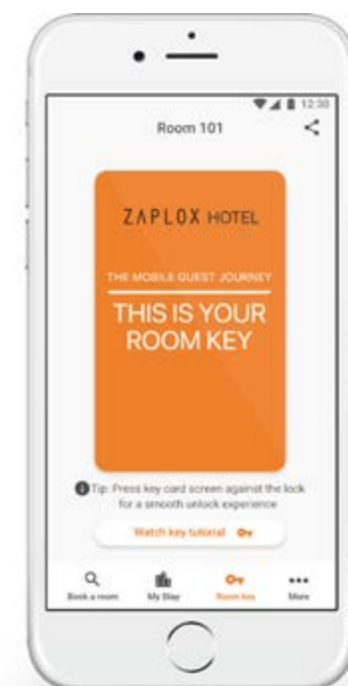 12:30
Room 101
ZAPLOX HOTEL
THE MOBILE GUEST JOURNEY
THIS IS YOUR
ROOM KEY
Tip: Press key card screen against the lock
for a smooth unlock experience
Watch key tutorial
Book a room My Stay Room key More